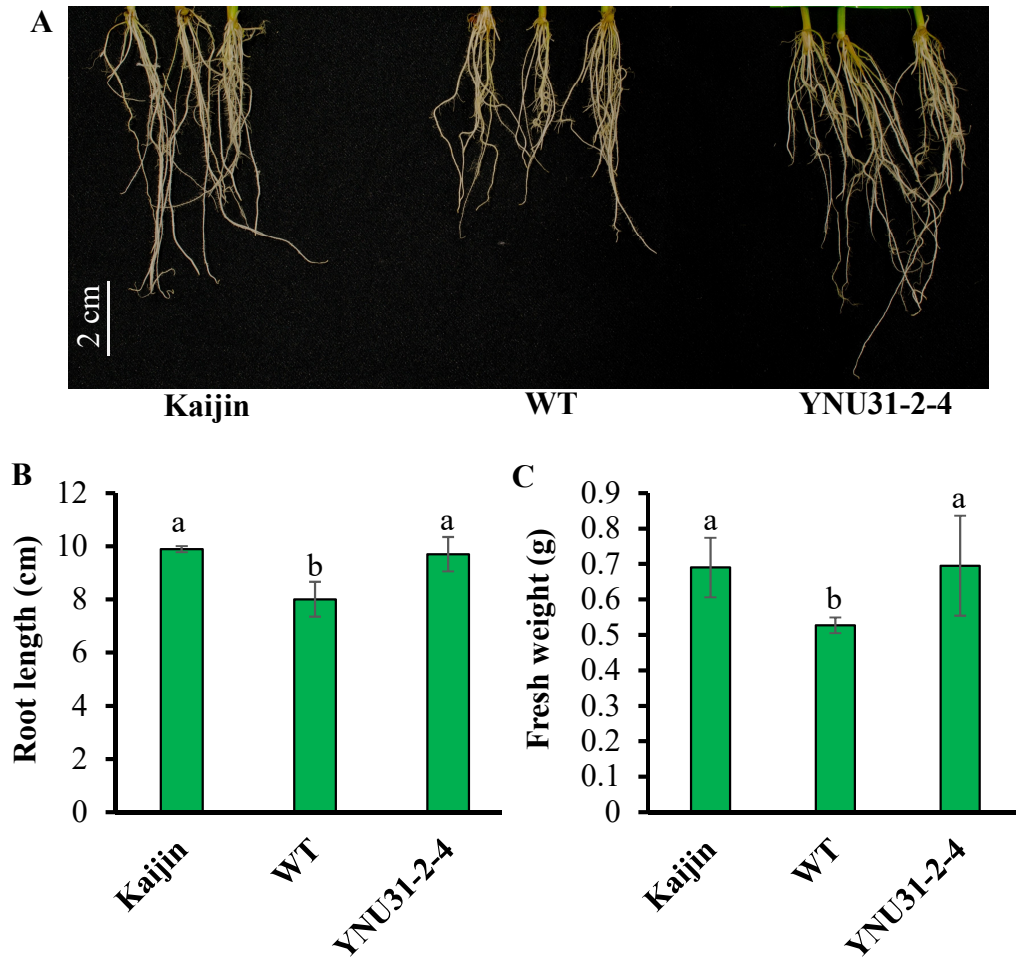 A
2 cm
Kaijin WT YNU31-2-4
B
Root length (cm)
12
10
8
6
4
2
0
a
b
a
Kaijin
WT
YNU31-2-4
C
Fresh weight (g)
0.9
0.8
0.7
0.6
0.5
0.4
0.3
0.2
0.1
0
a
b
a
Kaijin
WT
YNU31-2-4